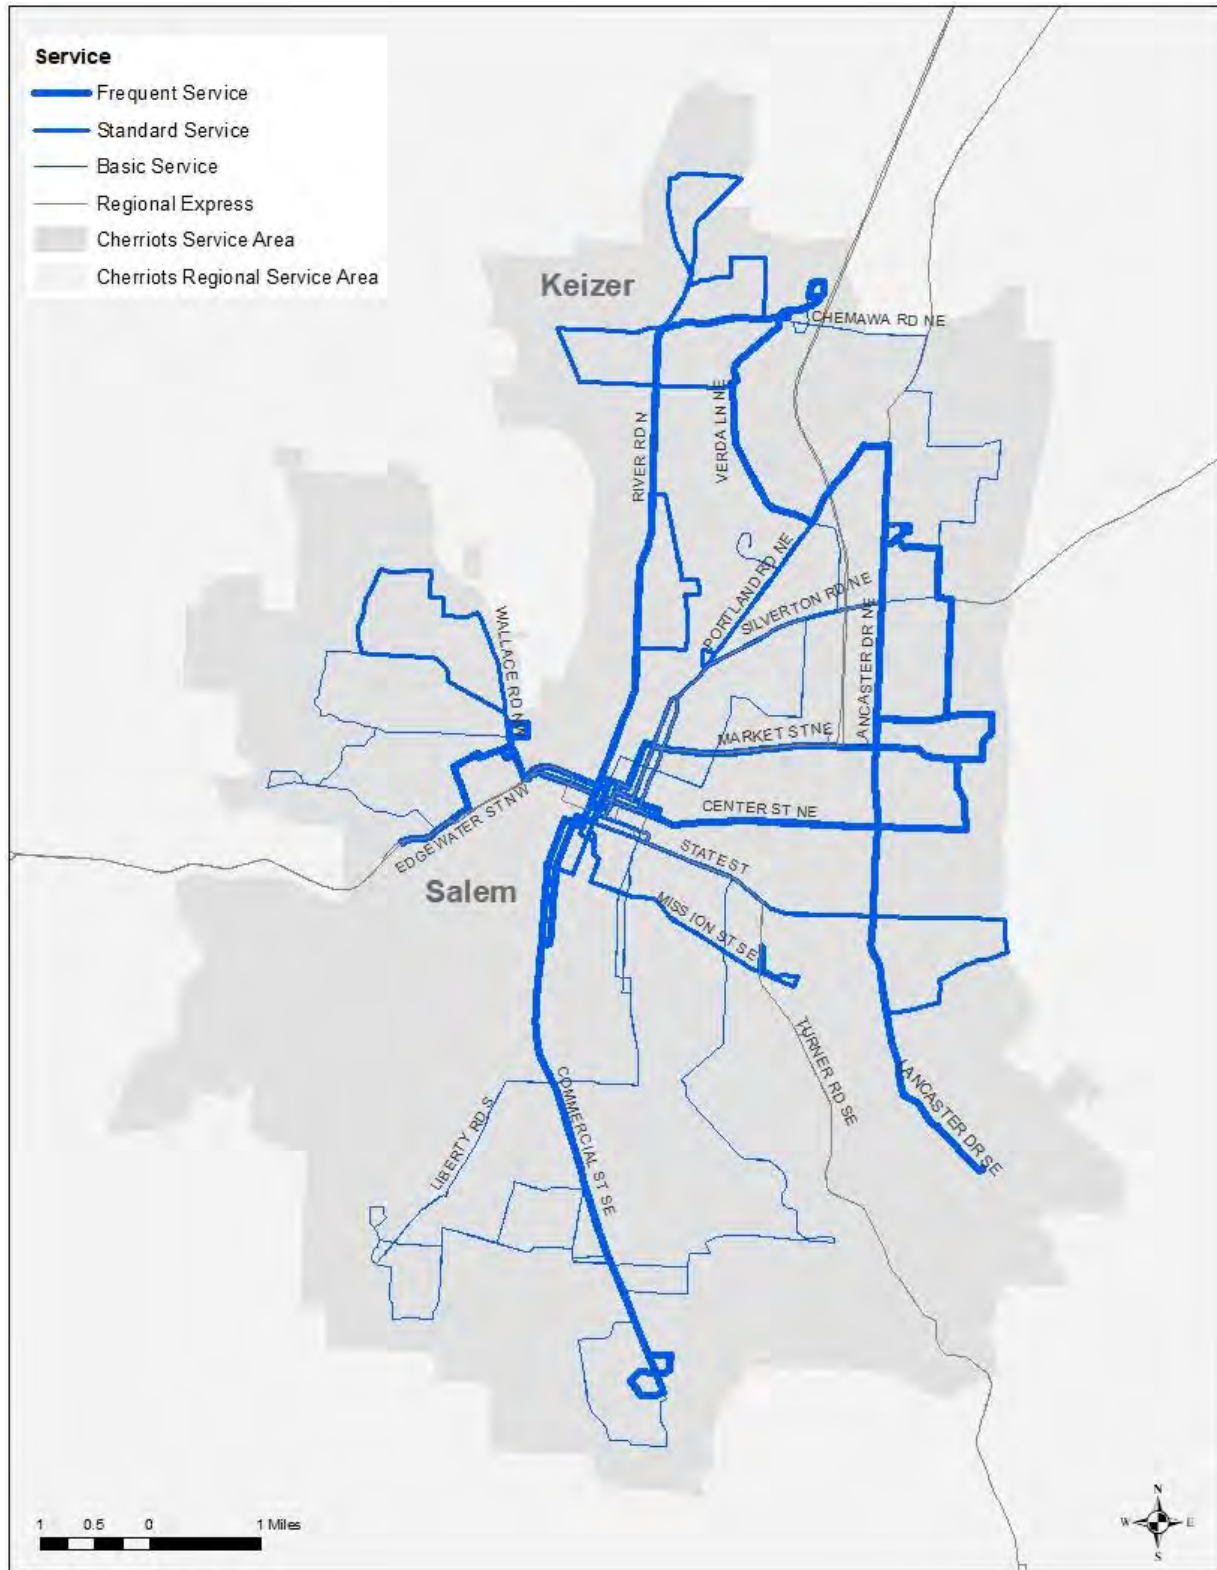 Service
Frequent Service
Standard Service
Basic Service
Regional Express
Cherriots Service Area
Cherriots Regional Service Area
Keizer
CHEMAWA RD NE
RIVER RD N
VERDA LN NE
PORTLAND RD NE
SILVERTON RD NE
WALLACE RD NW
LANCASTER DR NE
MARKET ST NE
CENTER ST NE
EDGEWATER ST NW
STATE ST
Salem
MISSION ST SE
TURNER RD SE
LANCASTER DR SE
COMMERCIAL ST SE
LIBERTY RD S
1 0.5 0 1 Miles
N
W E
S